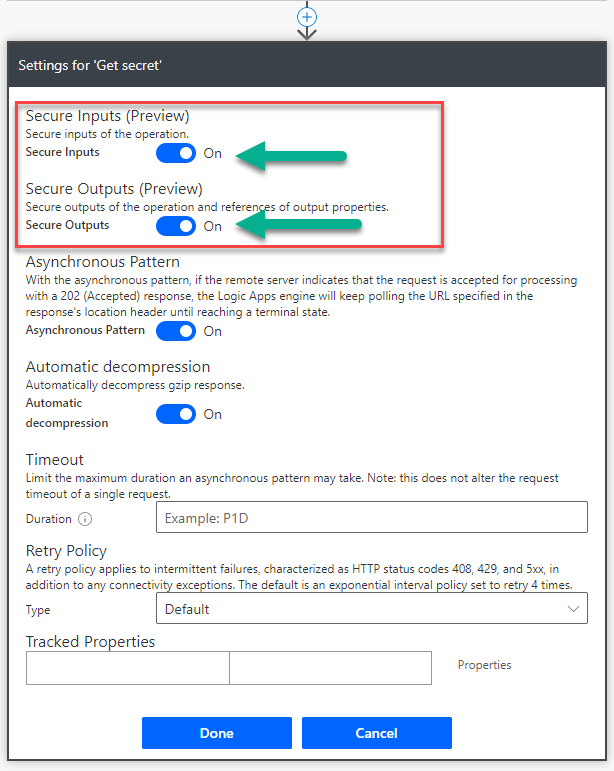 Settings for 'Get secret'
Secure Inputs (Preview)
Secure inputs of the operation.
Secure Inputs On
Secure Outputs (Preview)
Secure outputs of the operation and references of output properties.
Secure Outputs On
Asynchronous Pattern
With the asynchronous pattern, if the remote server indicates that the request is accepted for processing
with a 202 (Accepted) response, the Logic Apps engine will keep polling the URL specified in the
response's location header until reaching a terminal state.
Asynchronous Pattern On
Automatic decompression
Automatically decompress gzip response.
Automatic
decompression On
Timeout
Limit the maximum duration an asynchronous pattern may take. Note: this does not alter the request
timeout of a single request.
Duration Example: P1D
Retry Policy
A retry policy applies to intermittent failures, characterized as HTTP status codes 408, 429, and 5xx, in
addition to any connectivity exceptions. The default is an exponential interval policy set to retry 4 times.
Type Default
Tracked Properties
Properties
Done Cancel